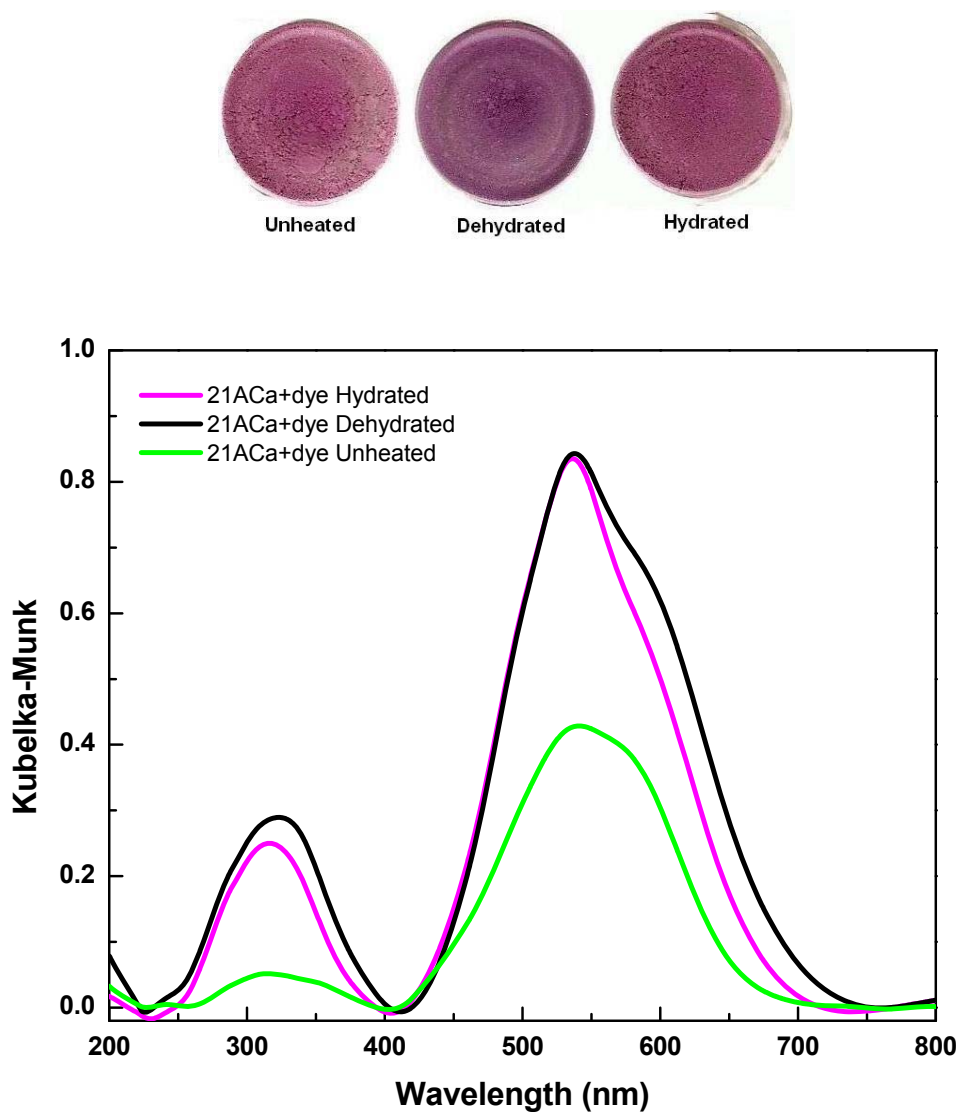 Unheated Dehydrated Hydrated
1.0
21ACa+dye Hydrated
21ACa+dye Dehydrated
21ACa+dye Unheated
0.8
0.6
0.4
0.2
0.0
Kubelka-Munk
200 300 400 500 600 700 800
Wavelength (nm)